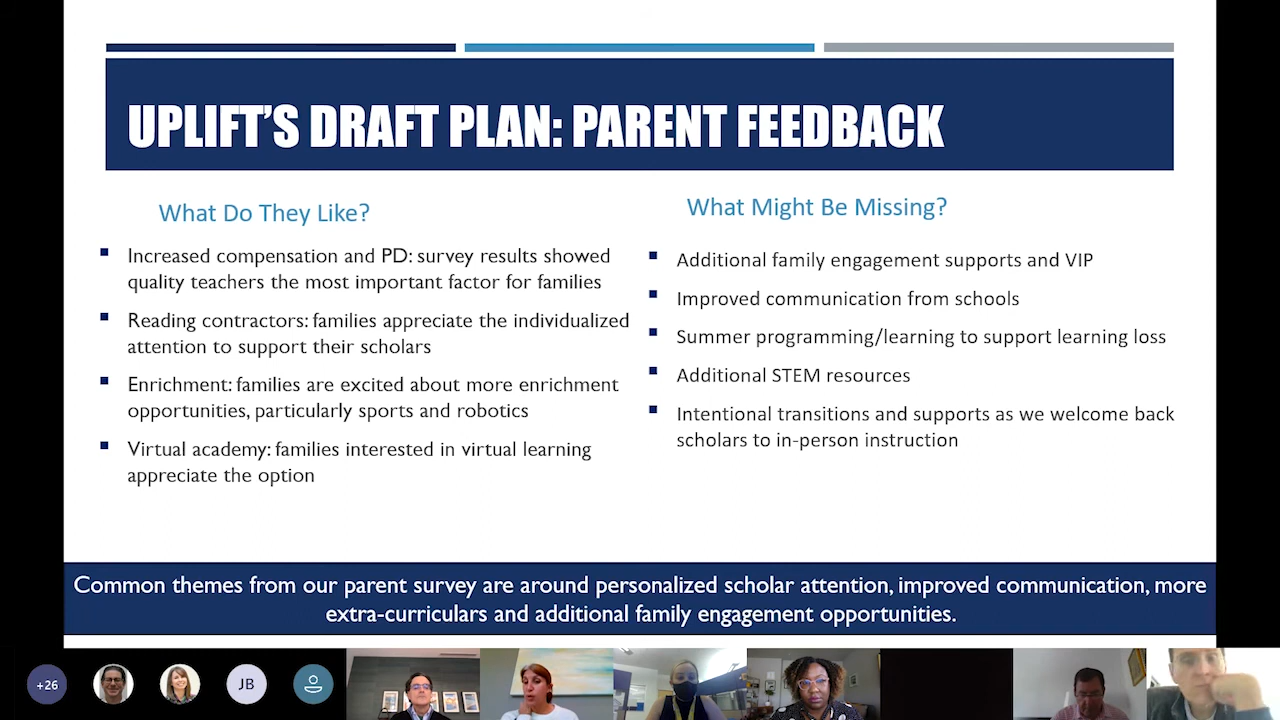 UPLIFT'S DRAFT PLAN: PARENT FEEDBACK
What Do They Like?
Increased compensation and PD: survey results showed
quality teachers the most important factor for families
Reading contractors: families appreciate the individualized
attention to support their scholars
Enrichment: families are excited about more enrichment
opportunities, particularly sports and robotics
Virtual academy: families interested in virtual learning
appreciate the option
What Might Be Missing?
Additional family engagement supports and VIP
Improved communication from schools
Summer programming/learning to support learning loss
Additional STEM resources
Intentional transitions and supports as we welcome back
scholars to in-person instruction
Common themes from our parent survey are around personalized scholar attention, improved communication, more
extra-curriculars and additional family engagement opportunities.
+26
JB